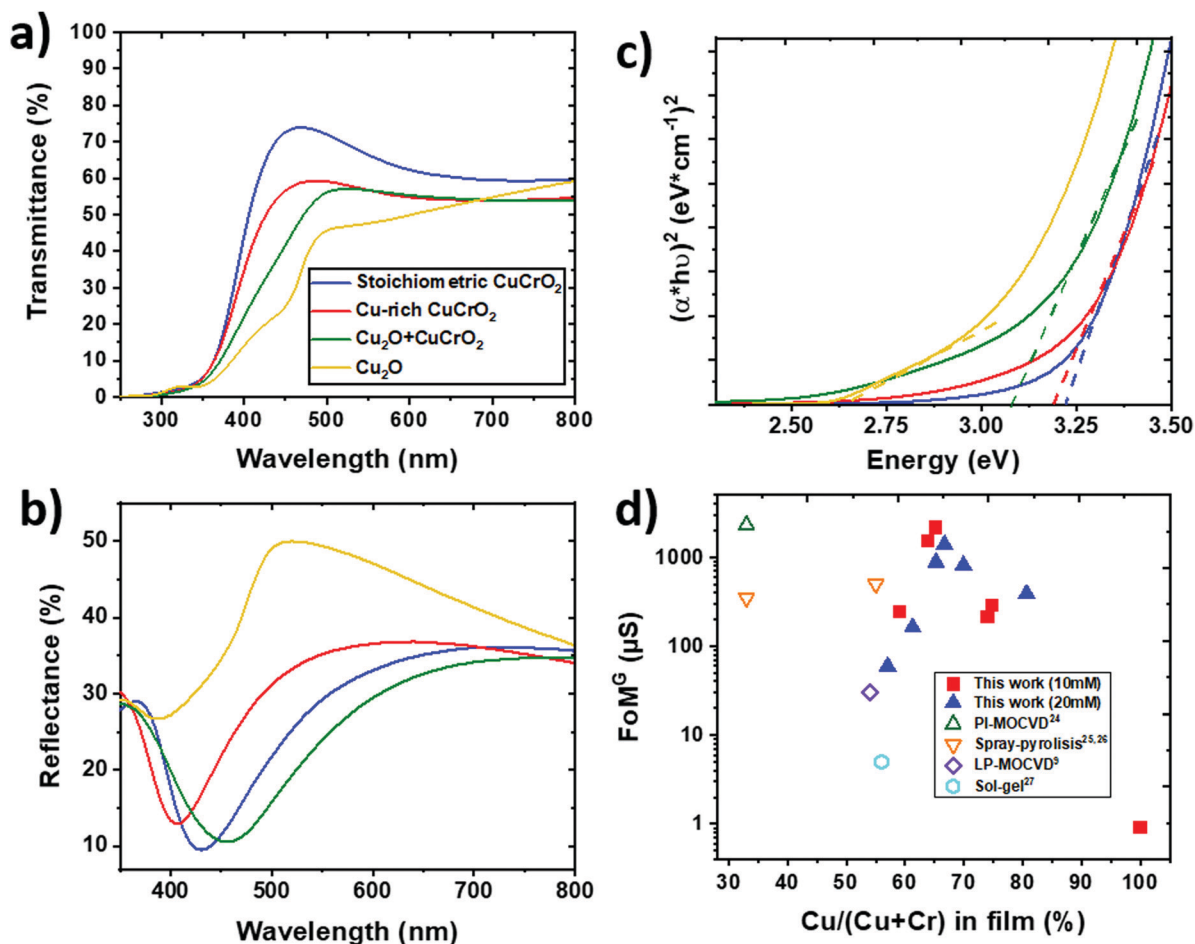 a)
100
90
80
70
60
50
40
30
20
10
0
Transmittance (%)
Stoichiometric CuCrO₂
Cu-rich CuCrO₂
Cu₂O+CuCrO₂
Cu₂O
300 400 500 600 700 800
Wavelength (nm)
c)
(α*hυ)² (eV*cm⁻¹)²
2.50 2.75 3.00 3.25 3.50
Energy (eV)
b)
50
40
30
20
10
Reflectance (%)
400 500 600 700 800
Wavelength (nm)
d)
1000
100
10
1
FoMᴳ (µS)
This work (10mM)
This work (20mM)
PI-MOCVD²⁴
Spray-pyrolisis²⁵,²⁶
LP-MOCVD⁹
Sol-gel²⁷
30 40 50 60 70 80 90 100
Cu/(Cu+Cr) in film (%)